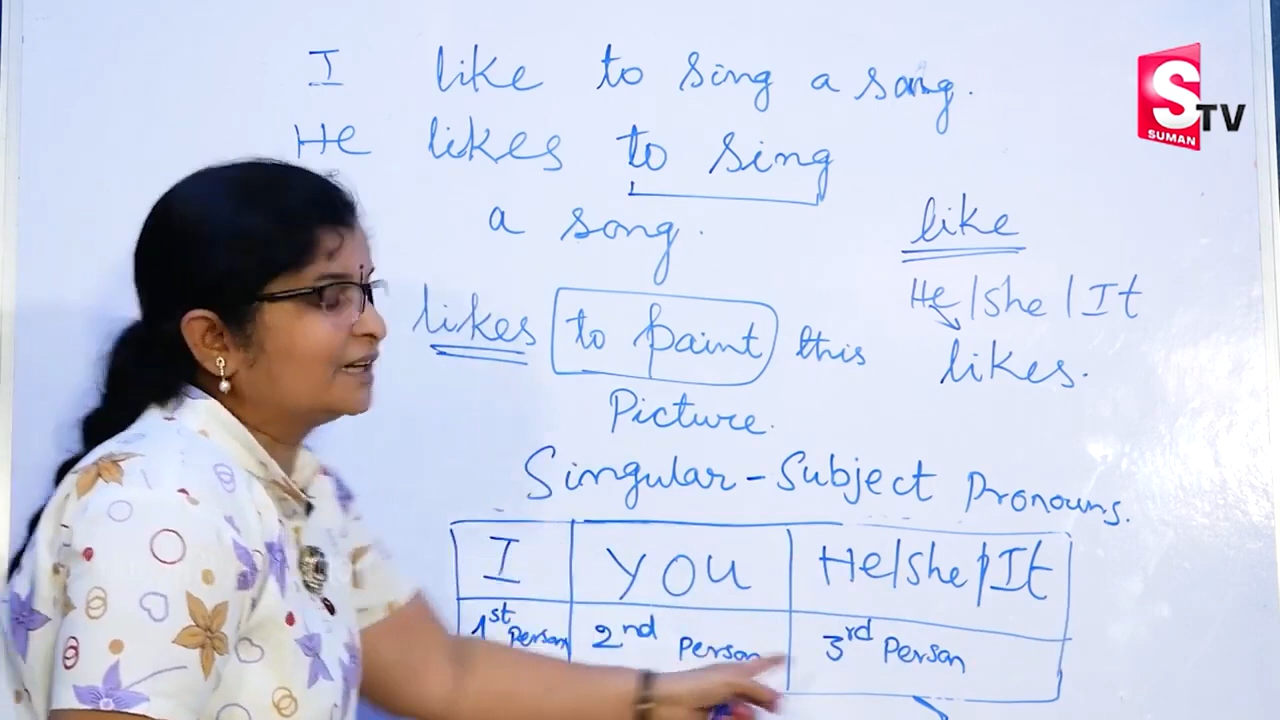 I like to sing a song.
He likes to sing
a song.
like
He/She/It
likes to paint this
likes.
Picture.
Singular-Subject Pronouns.
I YOU He/She/It
1st Person 2nd Person 3rd Person
S TV
SUMAN